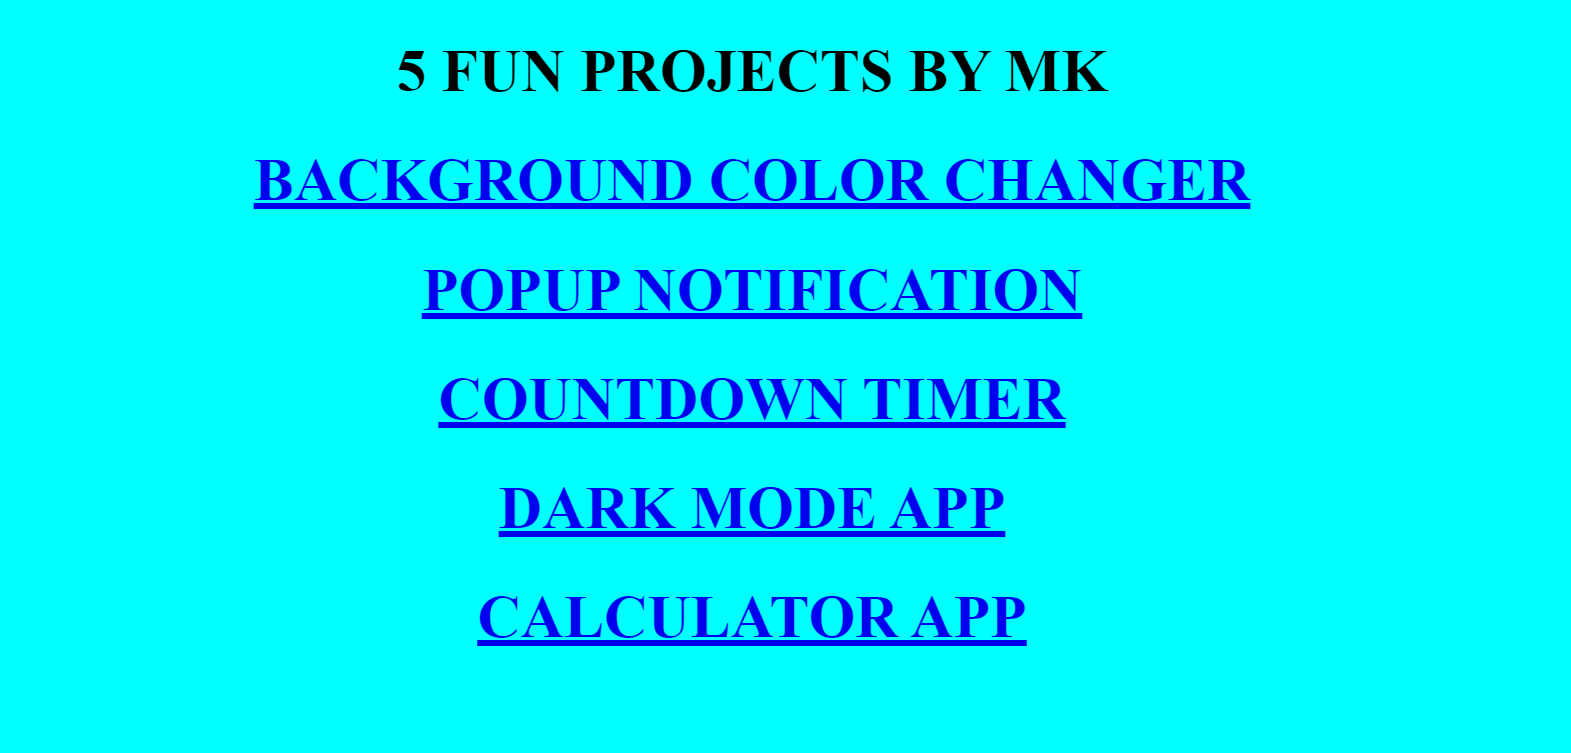 5 FUN PROJECTS BY MK
BACKGROUND COLOR CHANGER
POPUP NOTIFICATION
COUNTDOWN TIMER
DARK MODE APP
CALCULATOR APP